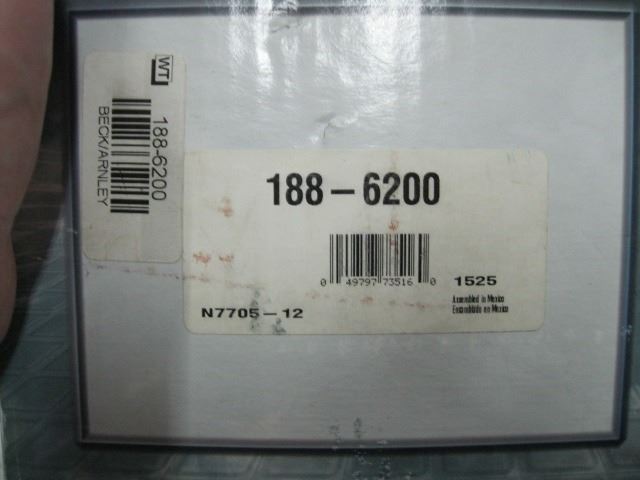 WTI
188-6200
BECK/ARNLEY
188-6200
0 49797 73516 0
1525
N7705-12
Assembled in Mexico
Ensamblado en Mexico